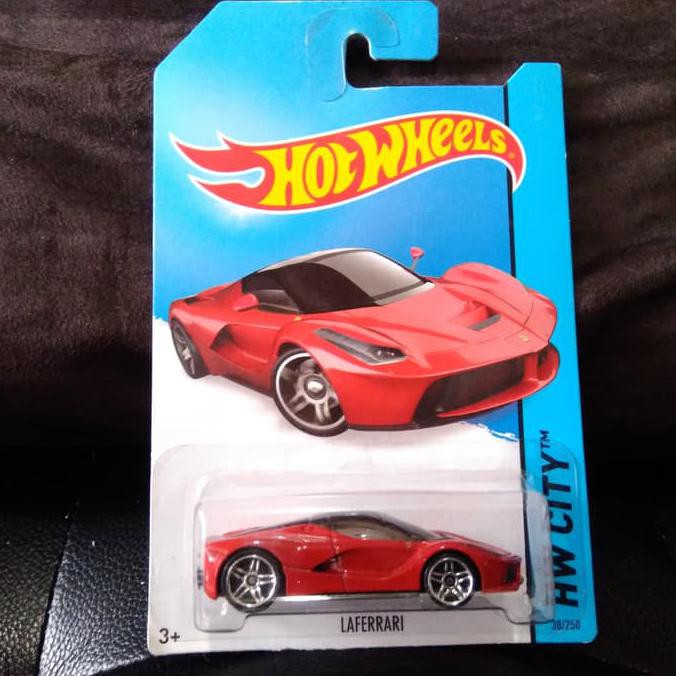 HOT WHEELS
HW CITY™
LAFERRARI
38/250
3+